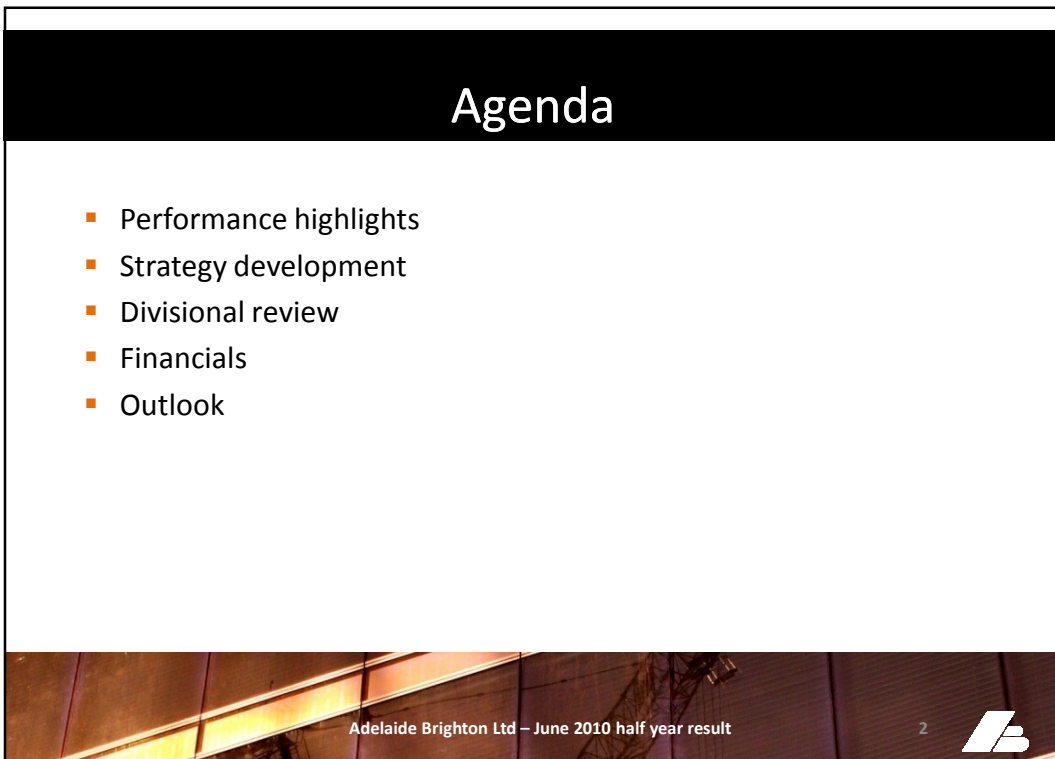 Agenda
▪ Performance highlights
▪ Strategy development
▪ Divisional review
▪ Financials
▪ Outlook
Adelaide Brighton Ltd – June 2010 half year result
2